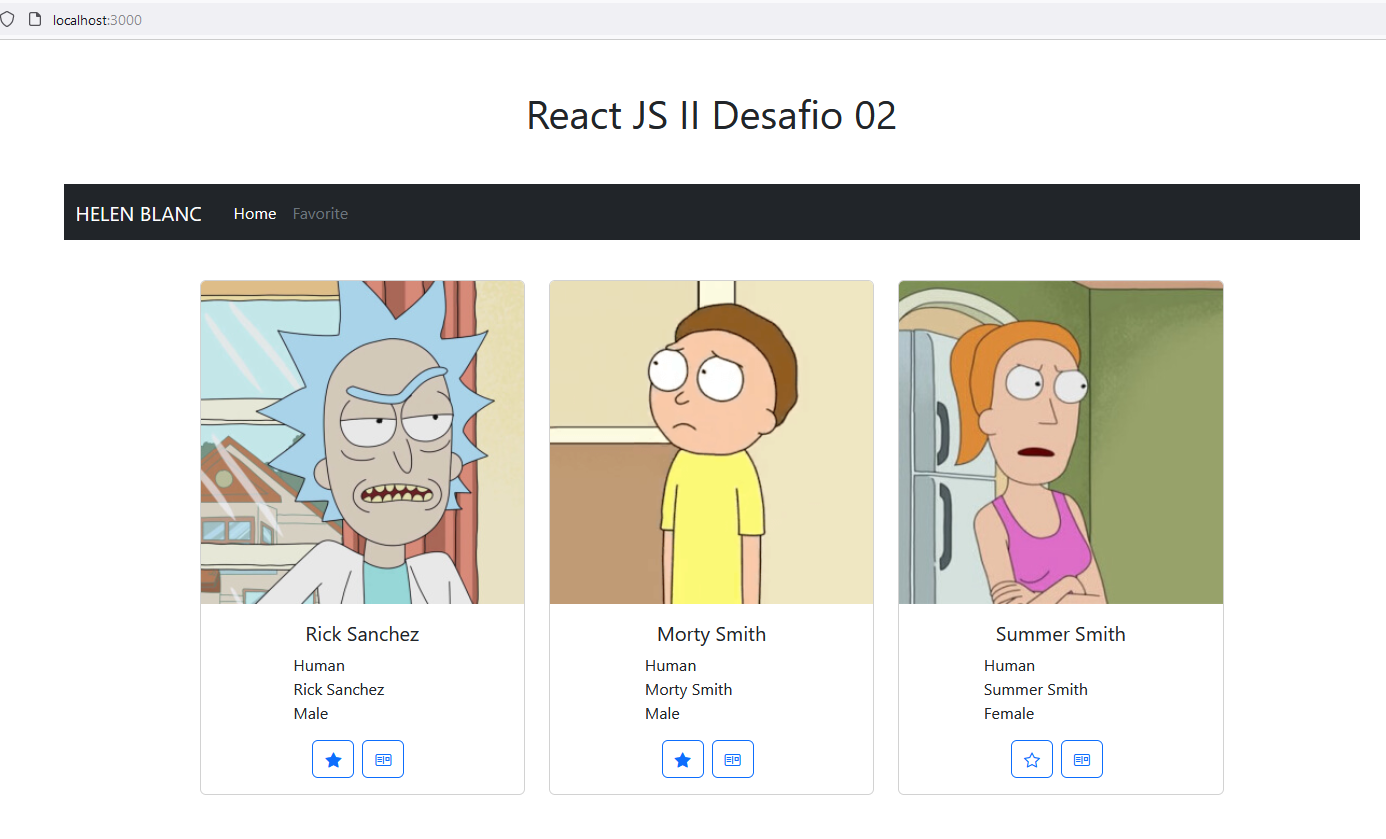 localhost:3000
React JS II Desafio 02
HELEN BLANC Home Favorite
Rick Sanchez
Human
Rick Sanchez
Male
Morty Smith
Human
Morty Smith
Male
Summer Smith
Human
Summer Smith
Female